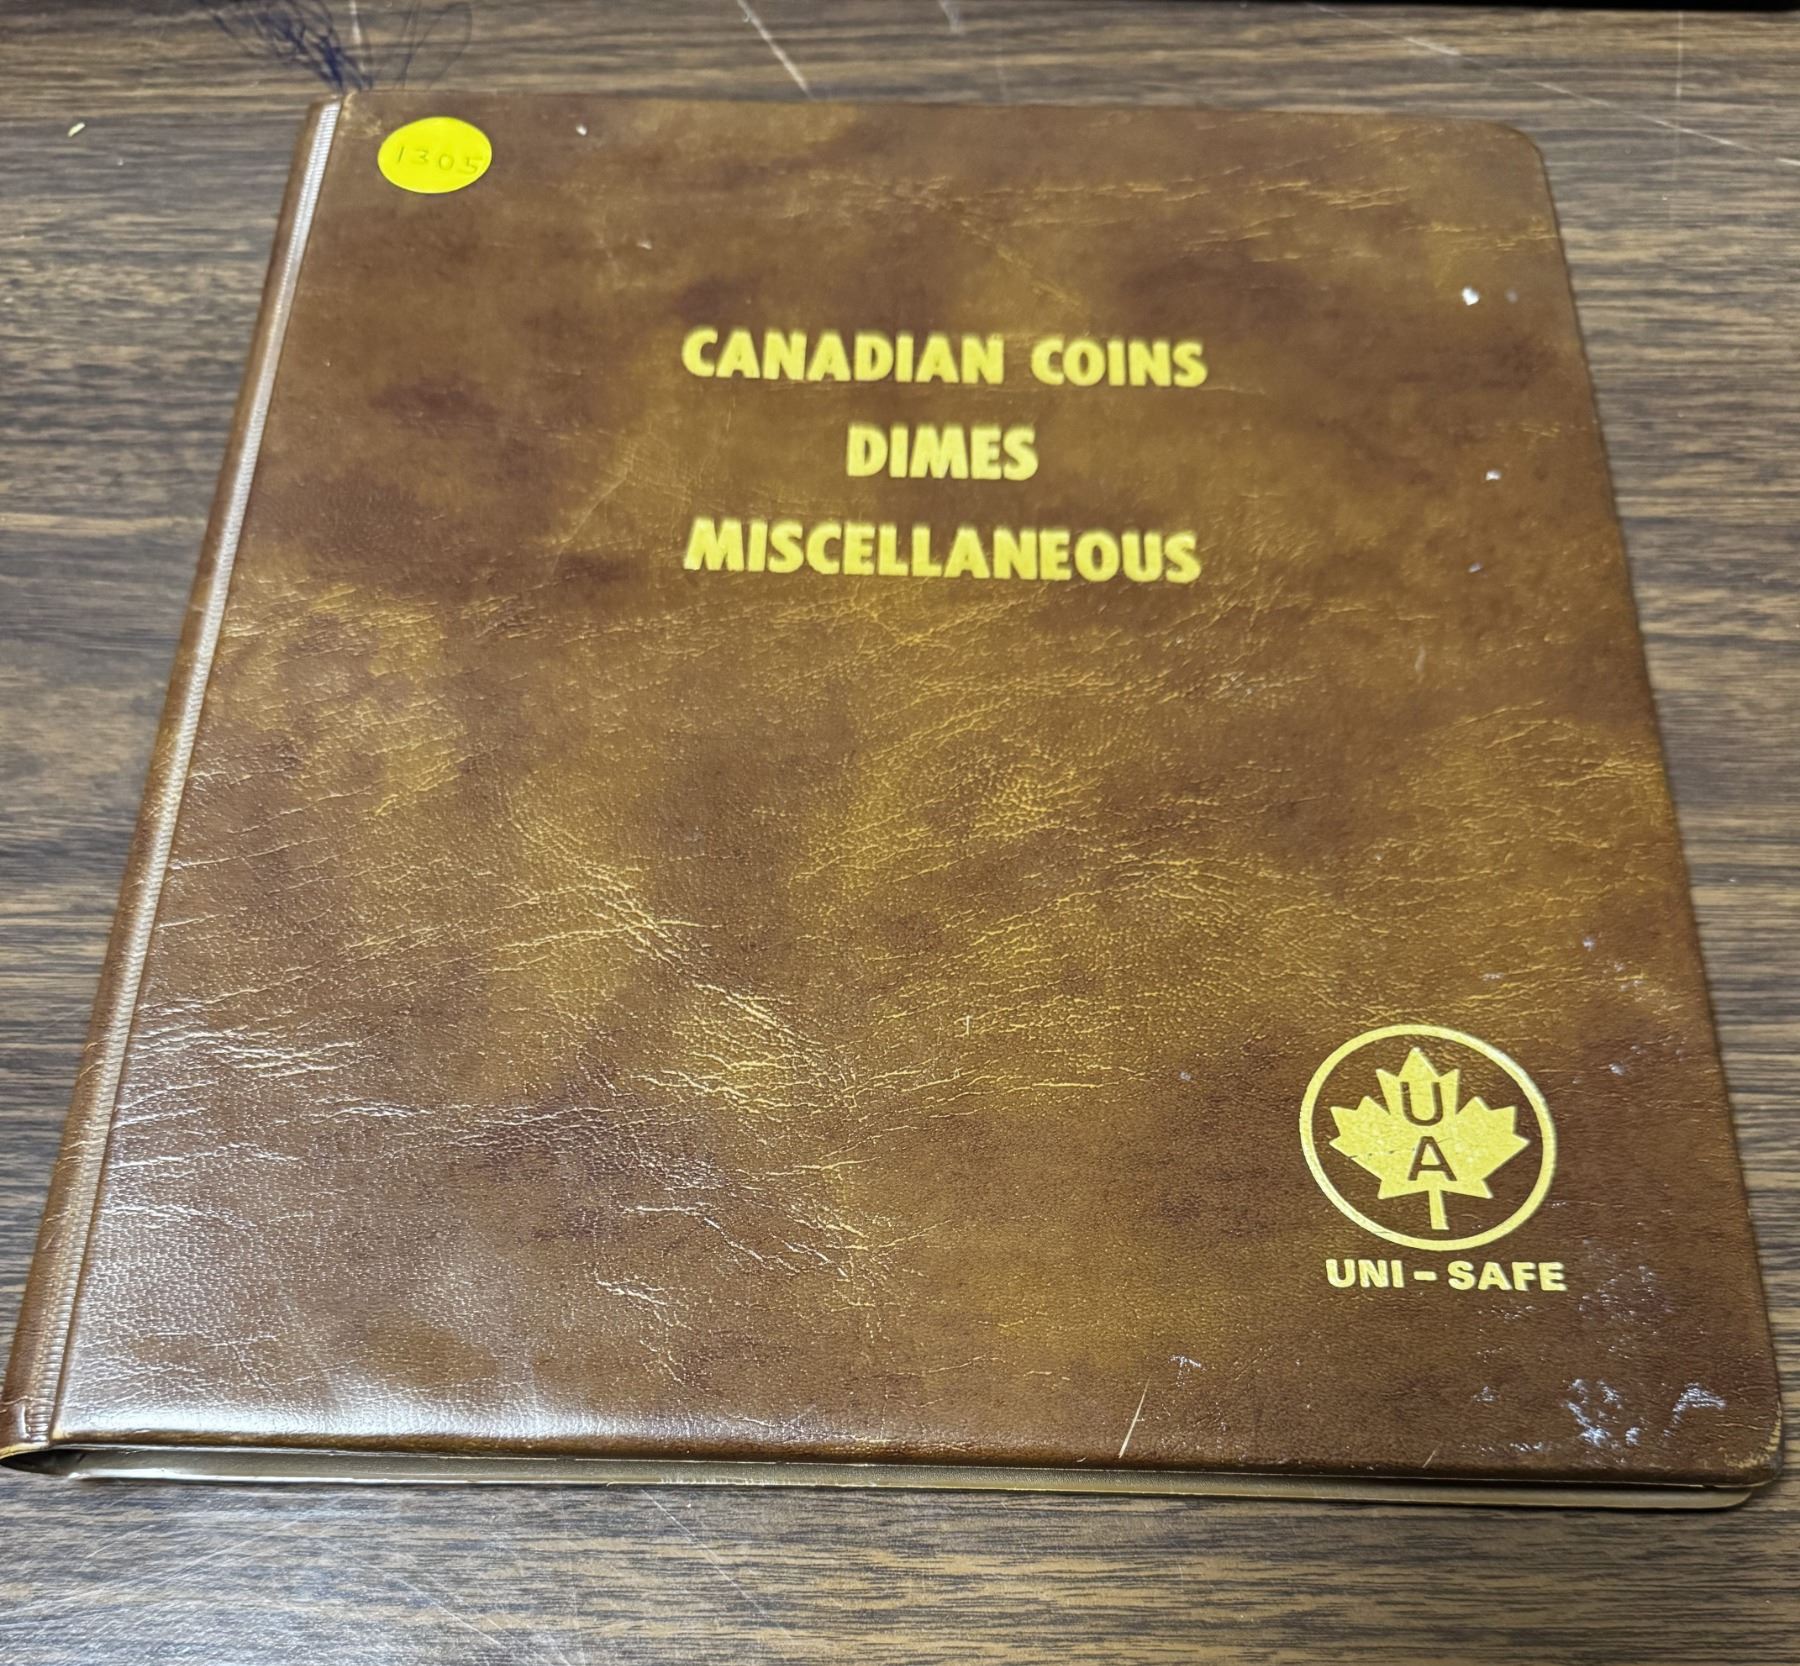 1305
CANADIAN COINS
DIMES
MISCELLANEOUS
U
A
UNI-SAFE